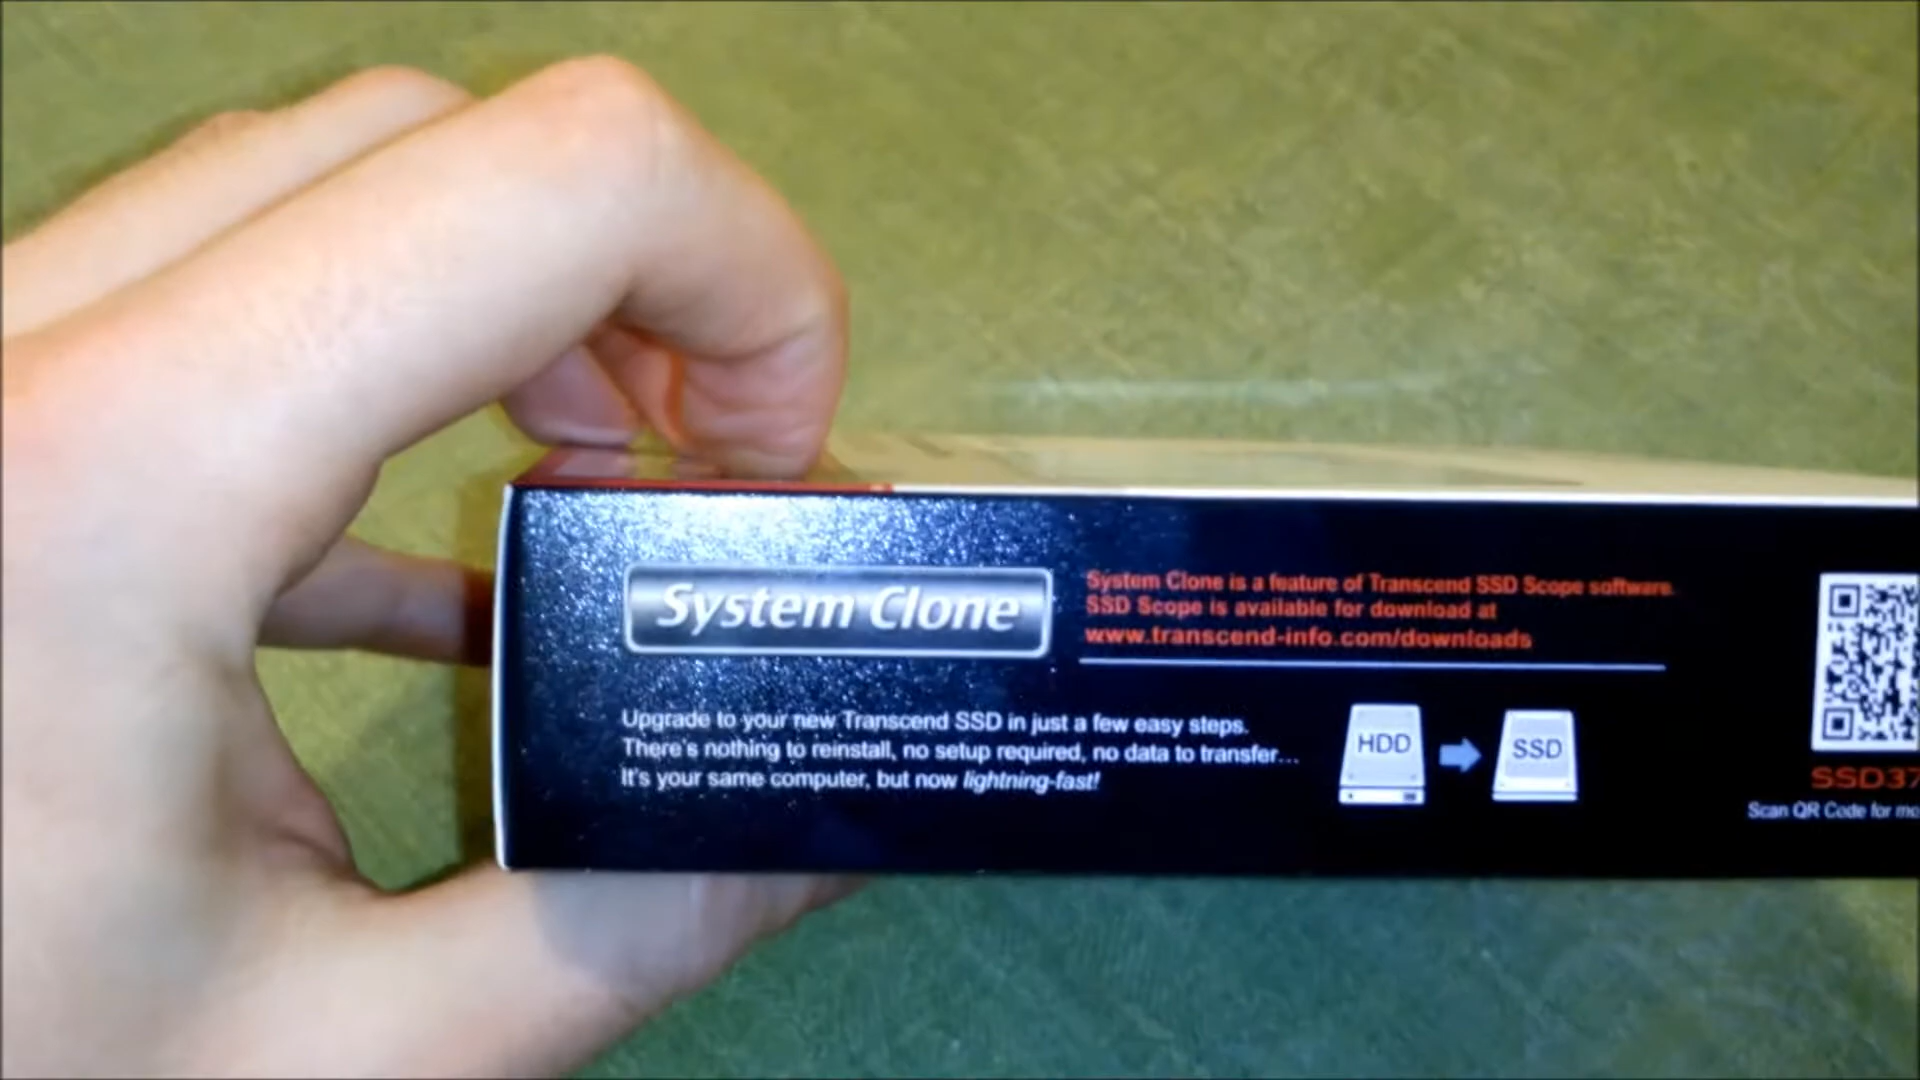 System Clone
System Clone is a feature of Transcend SSD Scope software.
SSD Scope is available for download at
www.transcend-info.com/downloads
Upgrade to your new Transcend SSD in just a few easy steps.
There's nothing to reinstall, no setup required, no data to transfer...
It's your same computer, but now lightning-fast!
HDD
SSD
SSD37
Scan QR Code for mo